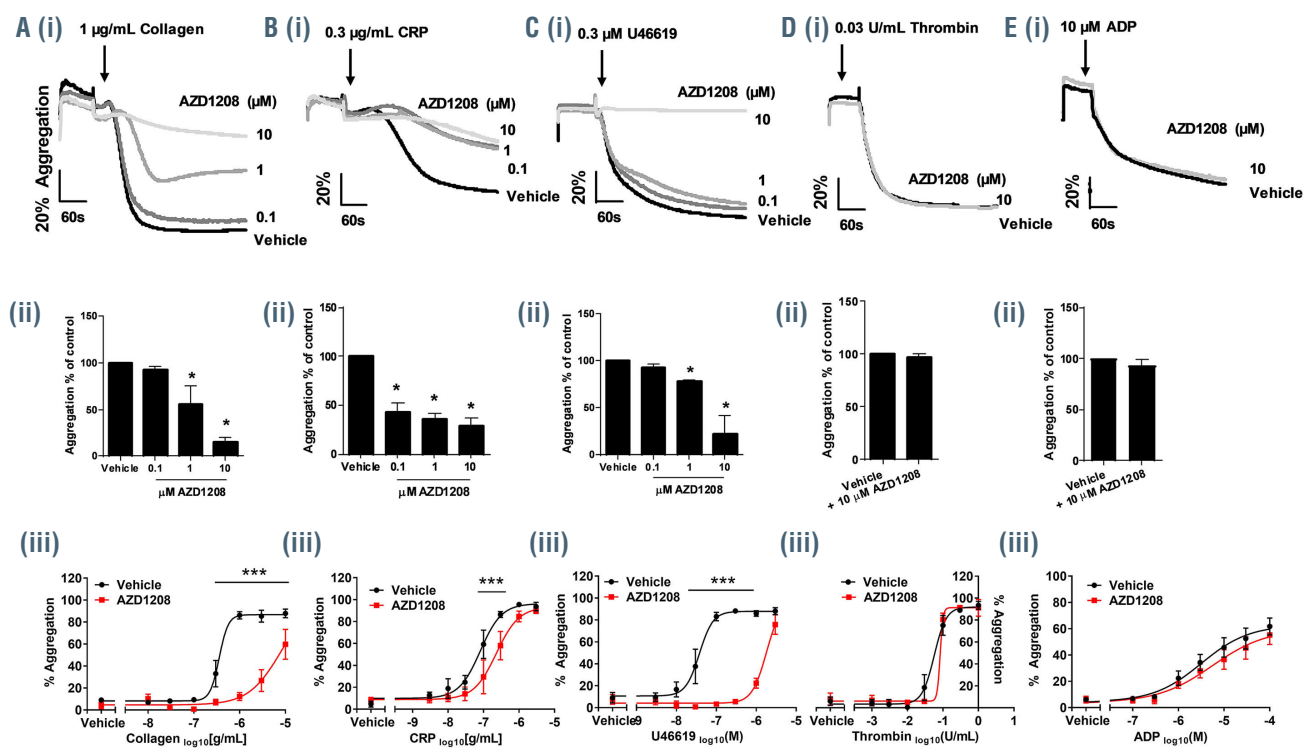 A (i)
1 µg/mL Collagen
20% Aggregation
60s
AZD1208 (µM)
10
1
0.1
Vehicle
B (i)
0.3 µg/mL CRP
20%
60s
AZD1208 (µM)
10
1
0.1
Vehicle
C (i)
0.3 µM U46619
20%
60s
AZD1208 (µM)
10
1
0.1
Vehicle
D (i)
0.03 U/mL Thrombin
20%
60s
AZD1208 (µM)
10
Vehicle
E (i)
10 µM ADP
20%
60s
AZD1208 (µM)
10
Vehicle
(ii)
Aggregation % of control
150
100
50
0
Vehicle 0.1 1 10
µM AZD1208
* *
(ii)
Aggregation % of control
150
100
50
0
Vehicle 0.1 1 10
µM AZD1208
* * *
(ii)
Aggregation % of control
150
100
50
0
Vehicle 0.1 1 10
µM AZD1208
* *
(ii)
Aggregation % of control
150
100
50
0
Vehicle
+ 10 µM AZD1208
(ii)
Aggregation % of control
150
100
50
0
Vehicle
+ 10 µM AZD1208
(iii)
% Aggregation
120
100
80
60
40
20
0
Vehicle
AZD1208
***
Vehicle -8 -7 -6 -5
Collagen log10[g/mL]
(iii)
% Aggregation
120
100
80
60
40
20
0
Vehicle
AZD1208
***
Vehicle -8 -7 -6 -5
CRP log10[g/mL]
(iii)
% Aggregation
120
100
80
60
40
20
0
Vehicle
AZD1208
***
Vehicle -9 -8 -7 -6
U46619 log10(M)
(iii)
% Aggregation
120
100
80
60
40
20
0
Vehicle
AZD1208
Vehicle -3 -2 -1 0 1
Thrombin log10(U/mL)
(iii)
% Aggregation
120
100
80
60
40
20
0
Vehicle
AZD1208
Vehicle -7 -6 -5 -4
ADP log10(M)